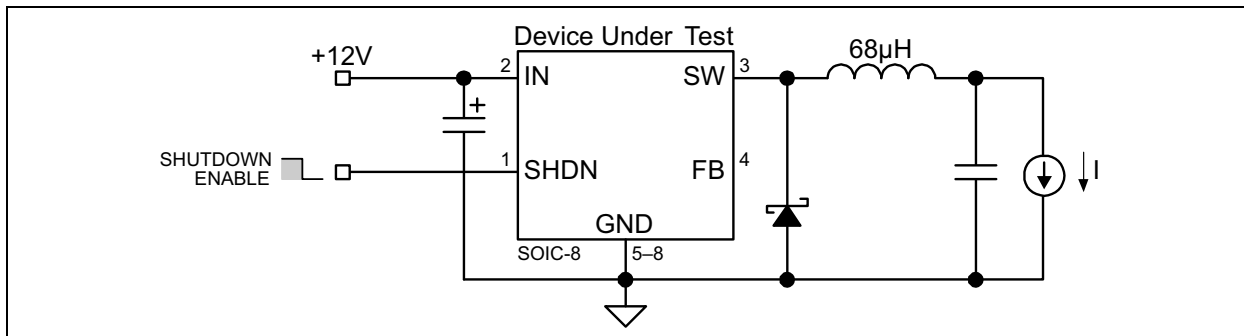 Device Under Test
+12V
68µH
2
IN
SW
3
SHUTDOWN
ENABLE
1
SHDN
FB
4
I
GND
SOIC-8
5–8